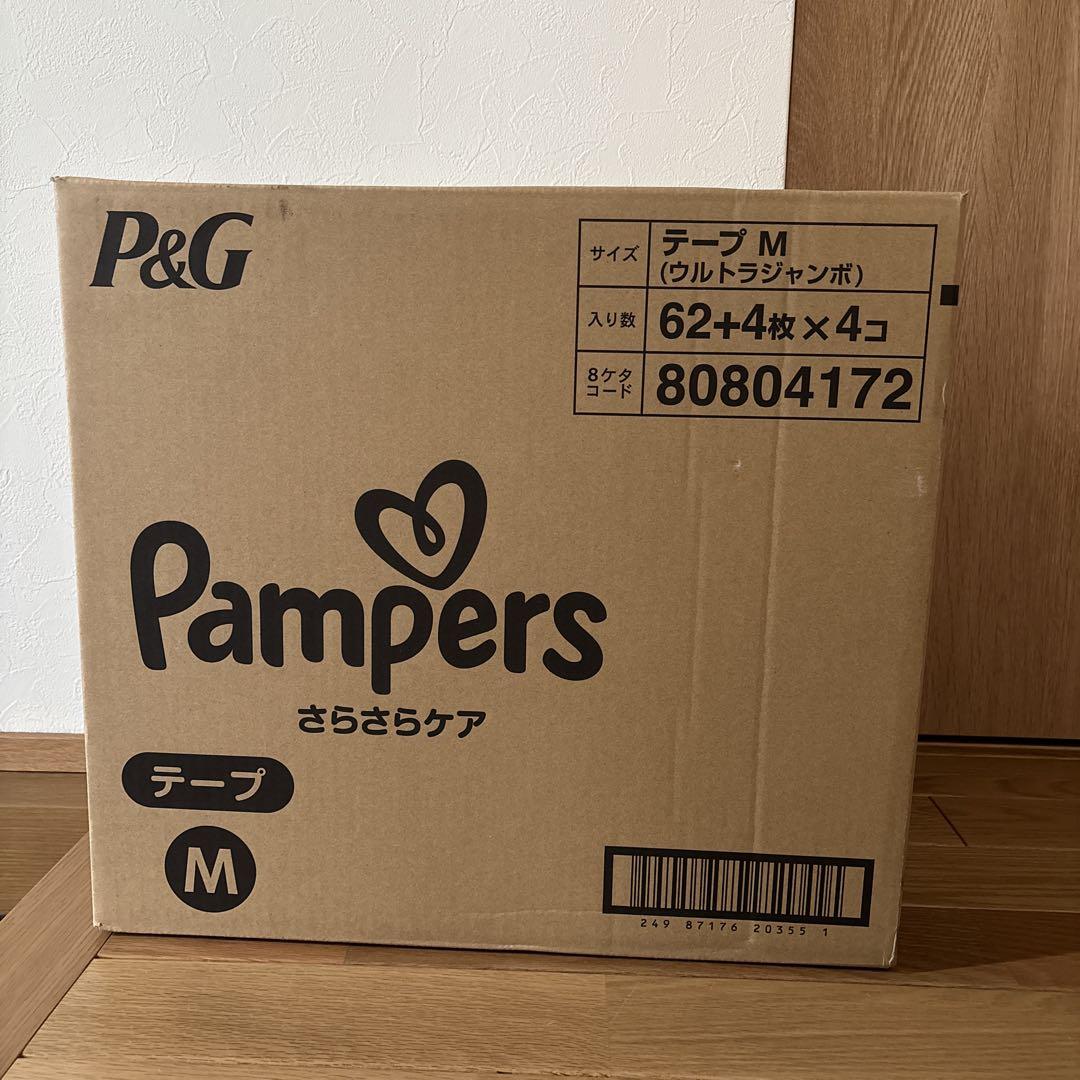 P&G
サイズ
テープ M
(ウルトラジャンボ)
入り数
62+4枚×4コ
8ケタ
コード
80804172
Pampers
さらさらケア
テープ
M
249 87176 20355 1